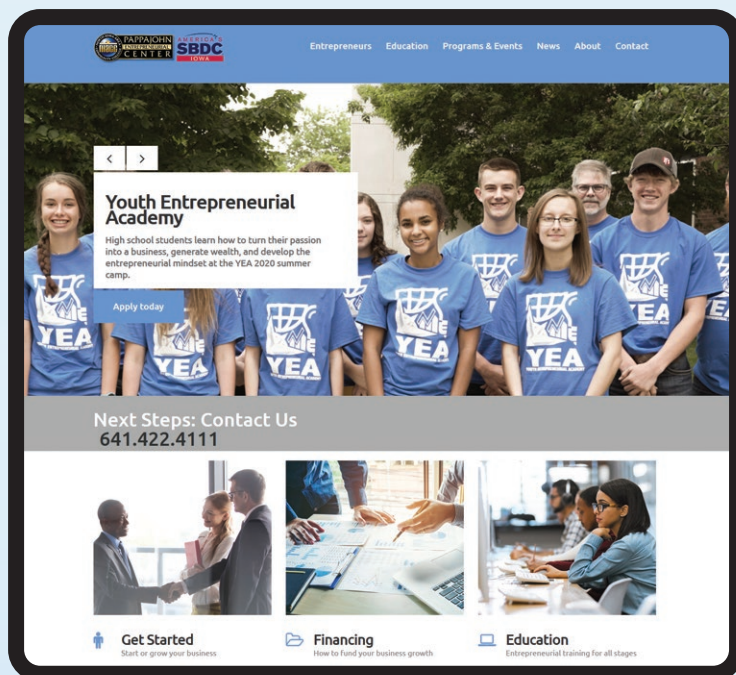 PAPPAJOHN
ENTREPRENEURIAL
CENTER
AMERICA'S
SBDC
IOWA
Entrepreneurs Education Programs & Events News About Contact
Youth Entrepreneurial
Academy
High school students learn how to turn their passion
into a business, generate wealth, and develop the
entrepreneurial mindset at the YEA 2020 summer
camp.
Apply today
YEA
YEA
YEA
YEA
YEA
YOUTH ENTREPRENEURIAL ACADEMY
Next Steps: Contact Us
641.422.4111
Get Started
Start or grow your business
Financing
How to fund your business growth
Education
Entrepreneurial training for all stages